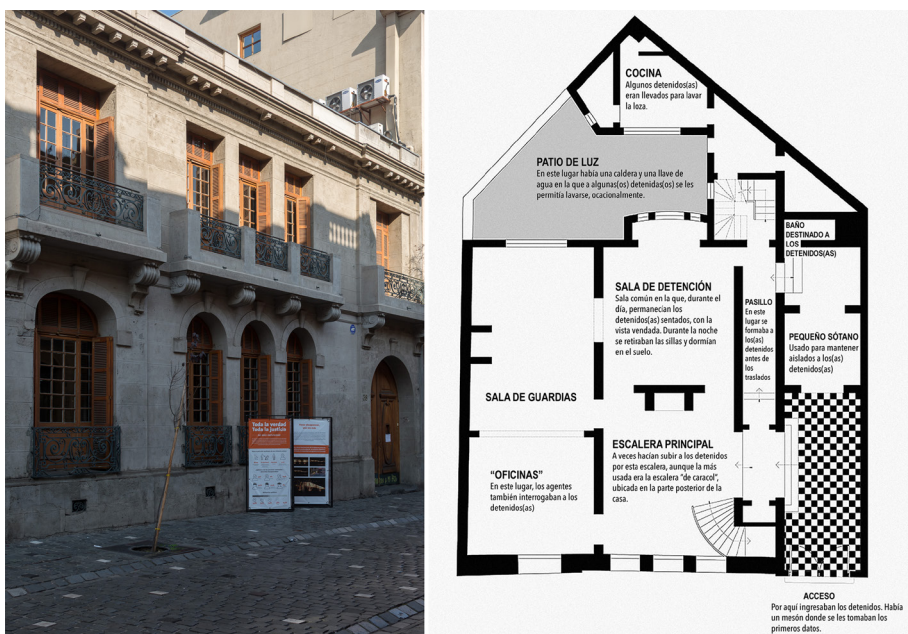 Toda la verdad
Toda la justicia
COCINA
Algunos detenidos(as)
eran llevados para lavar
la loza.
PATIO DE LUZ
En este lugar había una caldera y una llave de
agua en la que a algunas(os) detenidas(os) se les
permitía lavarse, ocacionalmente.
BAÑO
DESTINADO A
LOS
DETENIDOS(AS)
SALA DE DETENCIÓN
Sala común en la que, durante el
día, permanecian los
detenidos(as) sentados, con la
vista vendada. Durante la noche
se retiraban las sillas y dormían
en el suelo.
PASILLO
En este
lugar se
formaba a
los(as)
detenidos
antes de
los
traslados
PEQUEÑO SÓTANO
Usado para mantener
aislados a los(as)
detenidos(as)
SALA DE GUARDIAS
ESCALERA PRINCIPAL
A veces hacían subir a los detenidos
por esta escalera, aunque la más
usada era la escalera “de caracol”,
ubicada en la parte posterior de la
casa.
“OFICINAS”
En este lugar, los agentes
también interrogaban a los
detenidos(as)
ACCESO
Por aquí ingresaban los detenidos. Había
un mesón donde se les tomaban los
primeros datos.